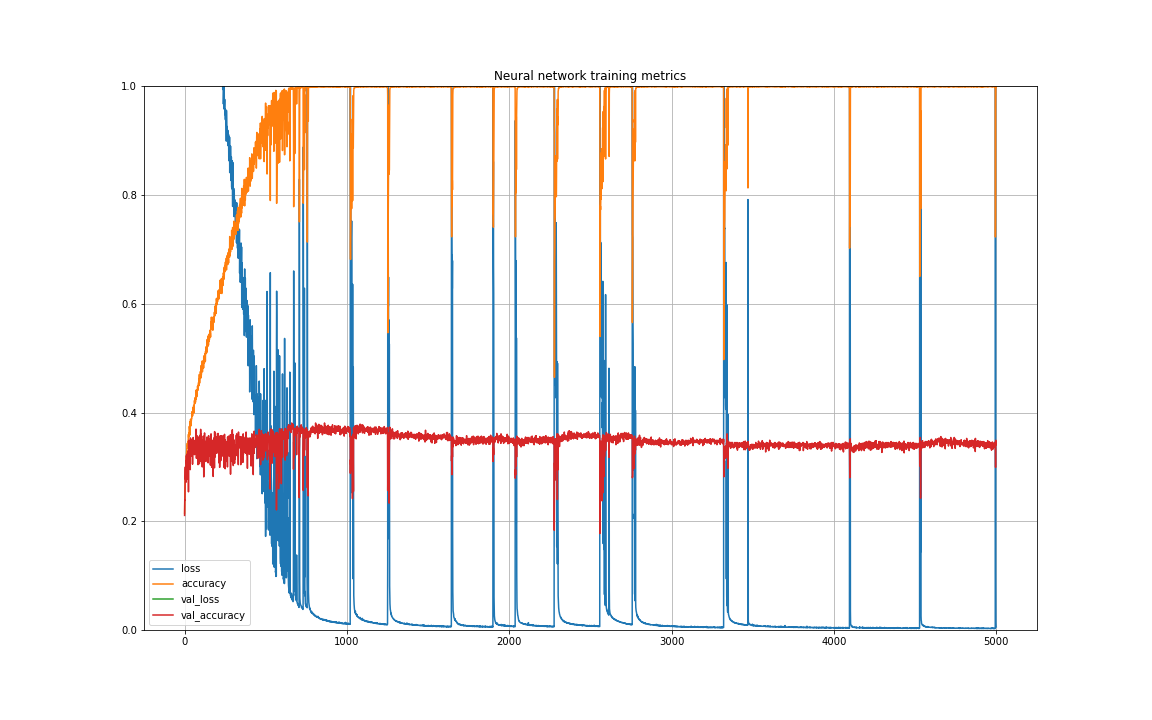 Neural network training metrics
1.0
0.8
0.6
0.4
0.2
0.0
loss
accuracy
val_loss
val_accuracy
0 1000 2000 3000 4000 5000